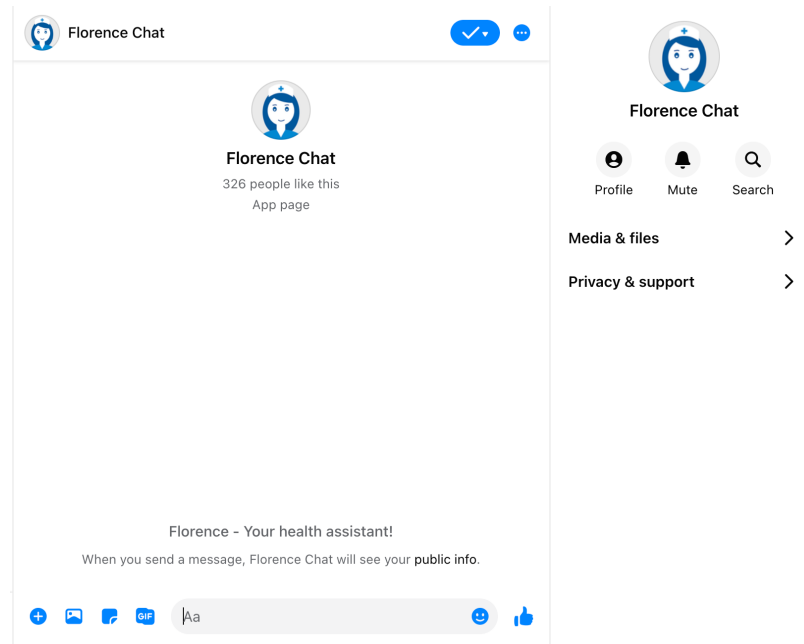 Florence Chat
Florence Chat
326 people like this
App page
Florence - Your health assistant!
When you send a message, Florence Chat will see your public info.
GIF
Aa
Florence Chat
Profile
Mute
Search
Media & files
Privacy & support